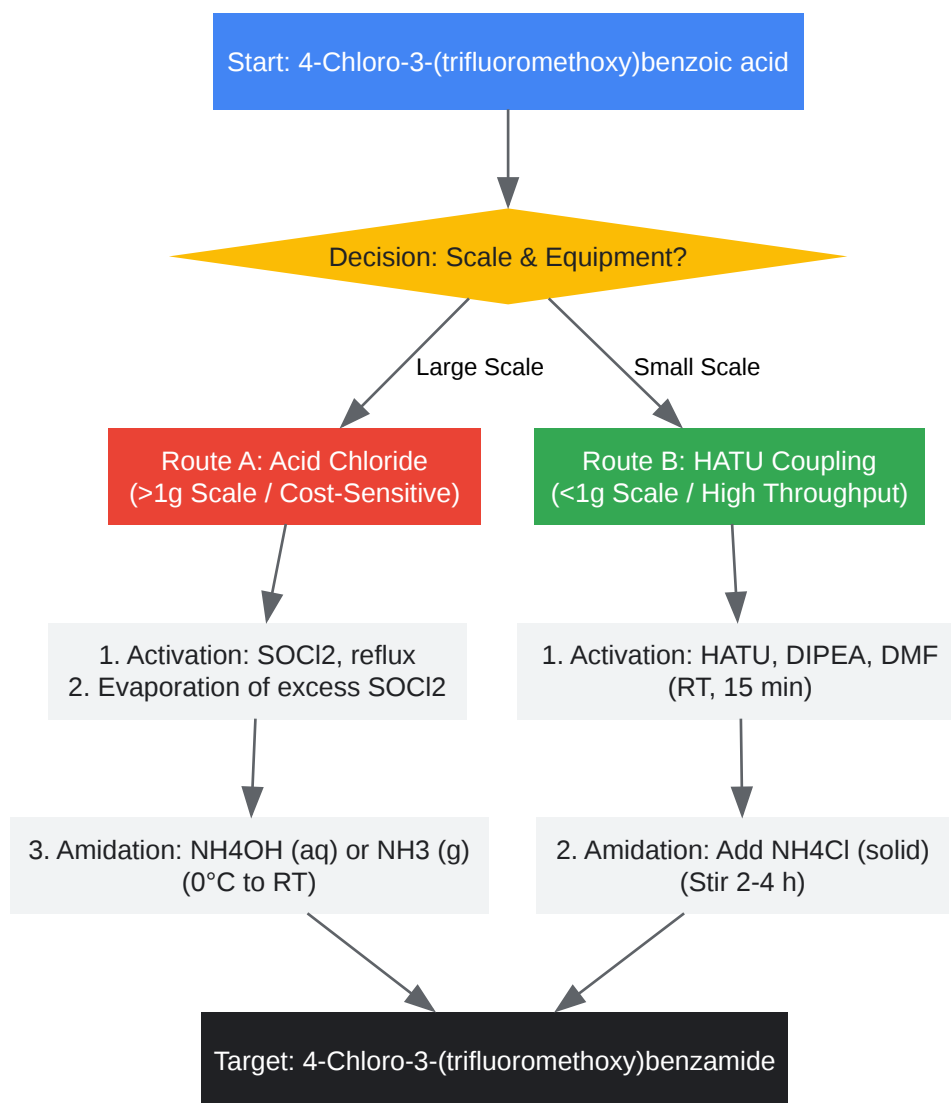 Start: 4-Chloro-3-(trifluoromethoxy)benzoic acid
Decision: Scale & Equipment?
Large Scale
Small Scale
Route A: Acid Chloride
(>1g Scale / Cost-Sensitive)
Route B: HATU Coupling
(<1g Scale / High Throughput)
1. Activation: SOCl2, reflux
2. Evaporation of excess SOCl2
1. Activation: HATU, DIPEA, DMF
(RT, 15 min)
3. Amidation: NH4OH (aq) or NH3 (g)
(0°C to RT)
2. Amidation: Add NH4Cl (solid)
(Stir 2-4 h)
Target: 4-Chloro-3-(trifluoromethoxy)benzamide